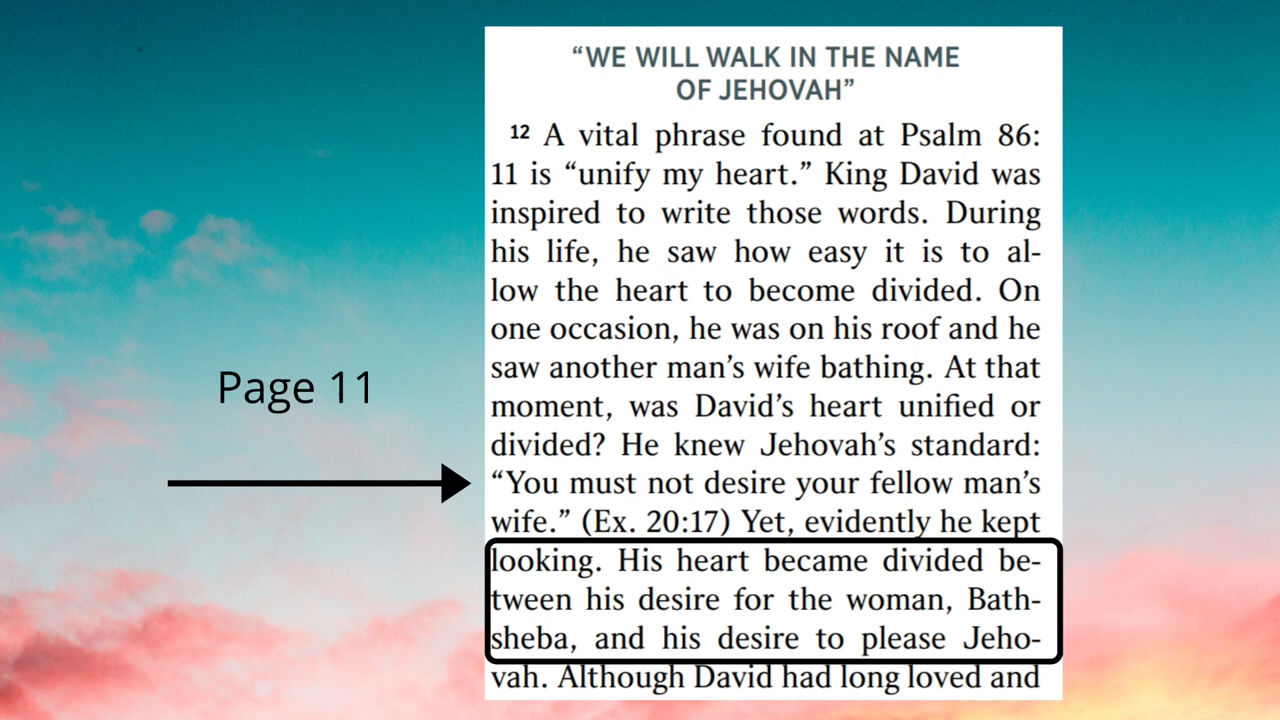 “WE WILL WALK IN THE NAME
OF JEHOVAH”
12 A vital phrase found at Psalm 86:
11 is “unify my heart.” King David was
inspired to write those words. During
his life, he saw how easy it is to al-
low the heart to become divided. On
one occasion, he was on his roof and he
saw another man’s wife bathing. At that
moment, was David’s heart unified or
divided? He knew Jehovah’s standard:
“You must not desire your fellow man’s
wife.” (Ex. 20:17) Yet, evidently he kept
looking. His heart became divided be-
tween his desire for the woman, Bath-
sheba, and his desire to please Jeho-
vah. Although David had long loved and
Page 11